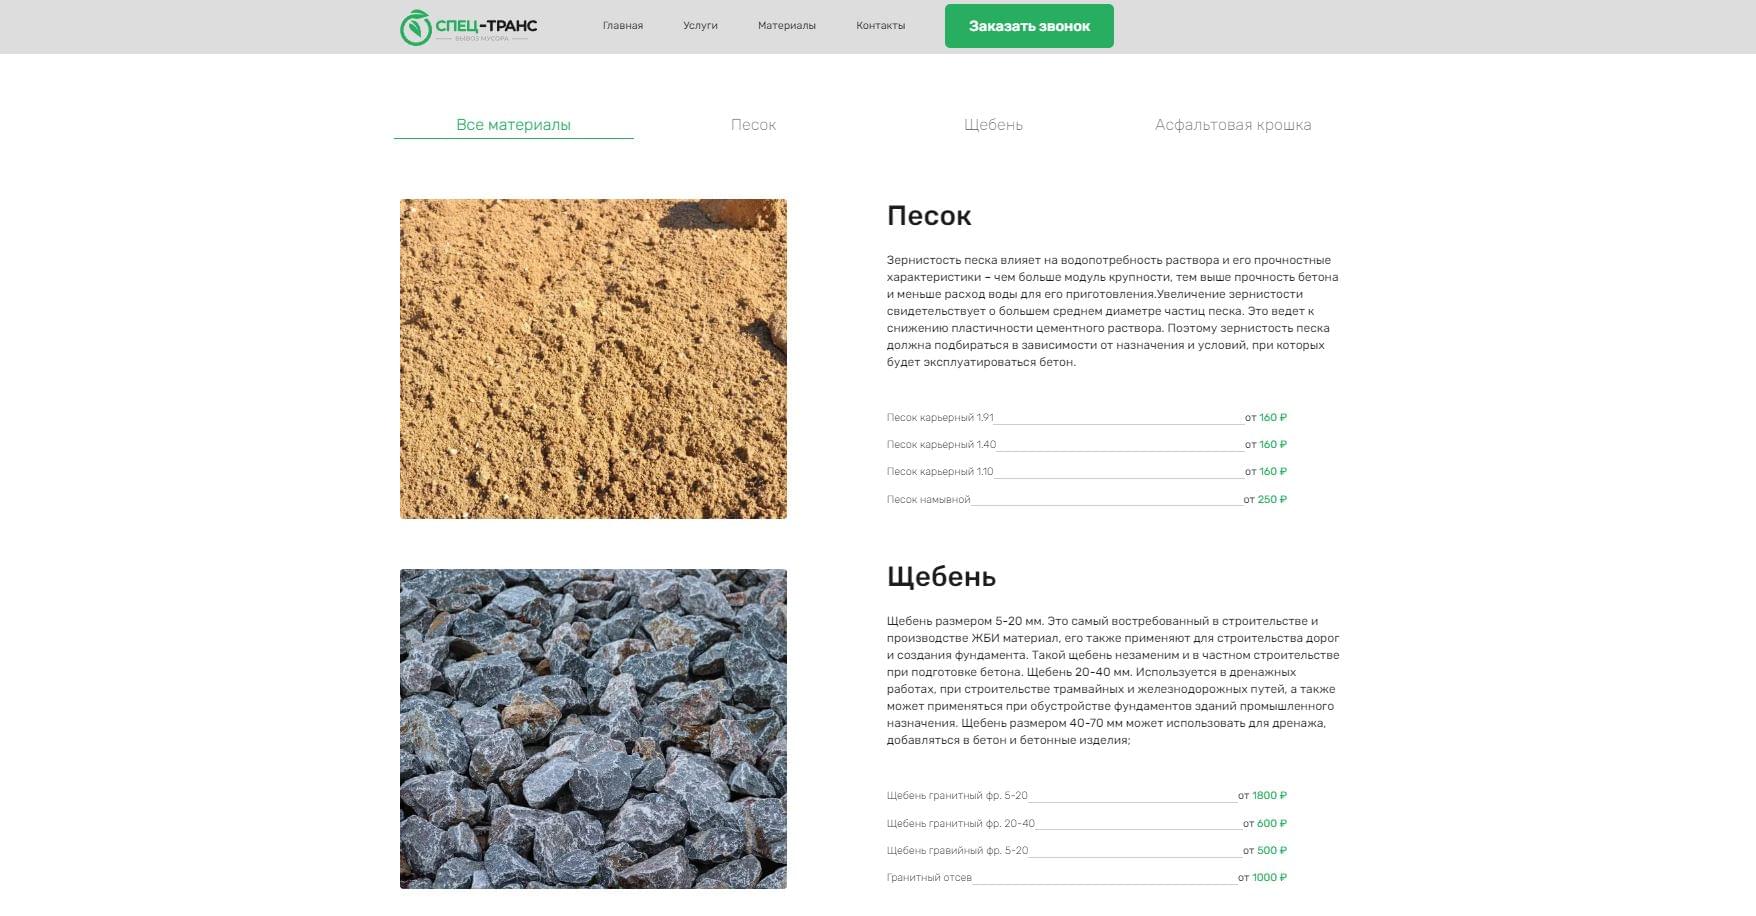 СПЕЦ-ТРАНС
ВЫВОЗ МУСОРА
Главная
Услуги
Материалы
Контакты
Заказать звонок
Все материалы
Песок
Щебень
Асфальтовая крошка
Песок
Зернистость песка влияет на водопотребность раствора и его прочностные
характеристики – чем больше модуль крупности, тем выше прочность бетона
и меньше расход воды для его приготовления.Увеличение зернистости
свидетельствует о большем среднем диаметре частиц песка. Это ведет к
снижению пластичности цементного раствора. Поэтому зернистость песка
должна подбираться в зависимости от назначения и условий, при которых
будет эксплуатироваться бетон.
Песок карьерный 1.91 от 160 ₽
Песок карьерный 1.40 от 160 ₽
Песок карьерный 1.10 от 160 ₽
Песок намывной от 250 ₽
Щебень
Щебень размером 5-20 мм. Это самый востребованный в строительстве и
производстве ЖБИ материал, его также применяют для строительства дорог
и создания фундамента. Такой щебень незаменим и в частном строительстве
при подготовке бетона. Щебень 20-40 мм. Используется в дренажных
работах, при строительстве трамвайных и железнодорожных путей, а также
может применяться при обустройстве фундаментов зданий промышленного
назначения. Щебень размером 40-70 мм может использовать для дренажа,
добавляться в бетон и бетонные изделия;
Щебень гранитный фр. 5-20 от 1800 ₽
Щебень гранитный фр. 20-40 от 600 ₽
Щебень гравийный фр. 5-20 от 500 ₽
Гранитный отсев от 1000 ₽